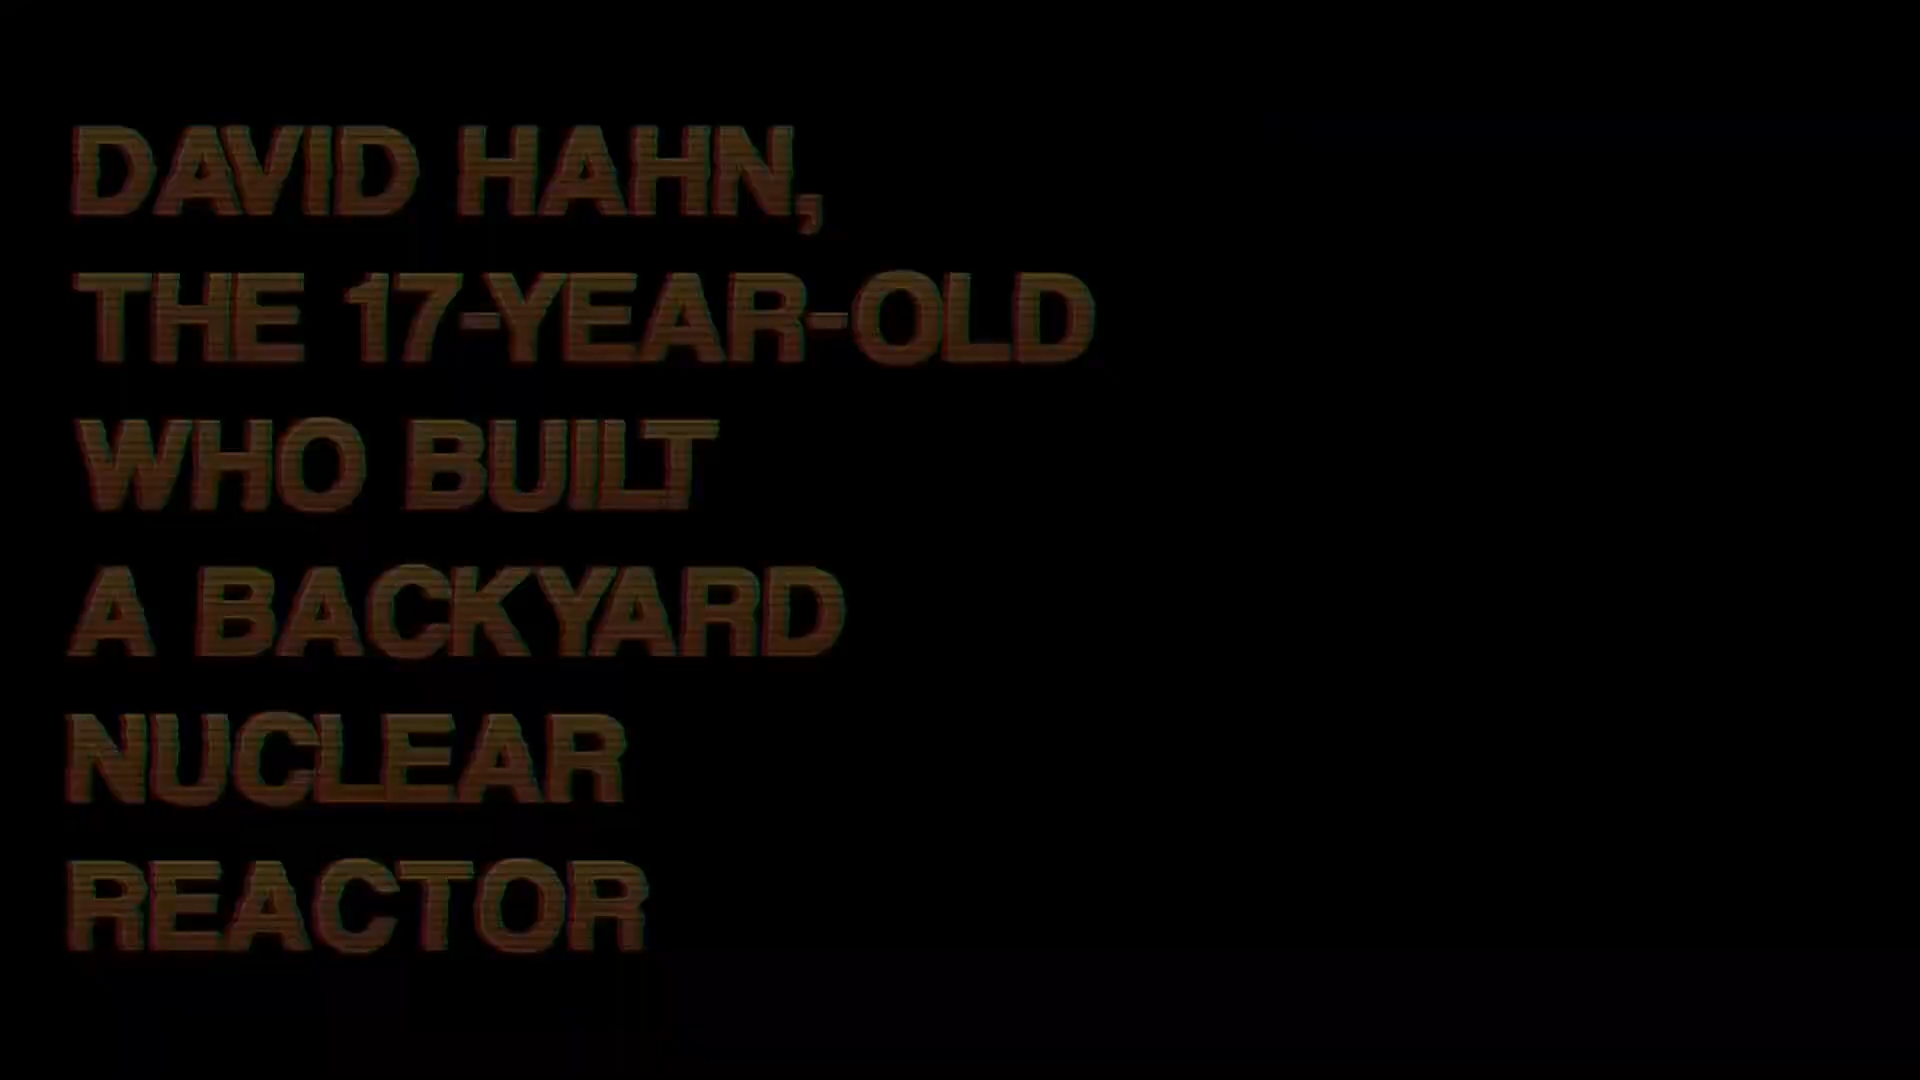 DAVID HAHN,
THE 17-YEAR-OLD
WHO BUILT
A BACKYARD
NUCLEAR
REACTOR